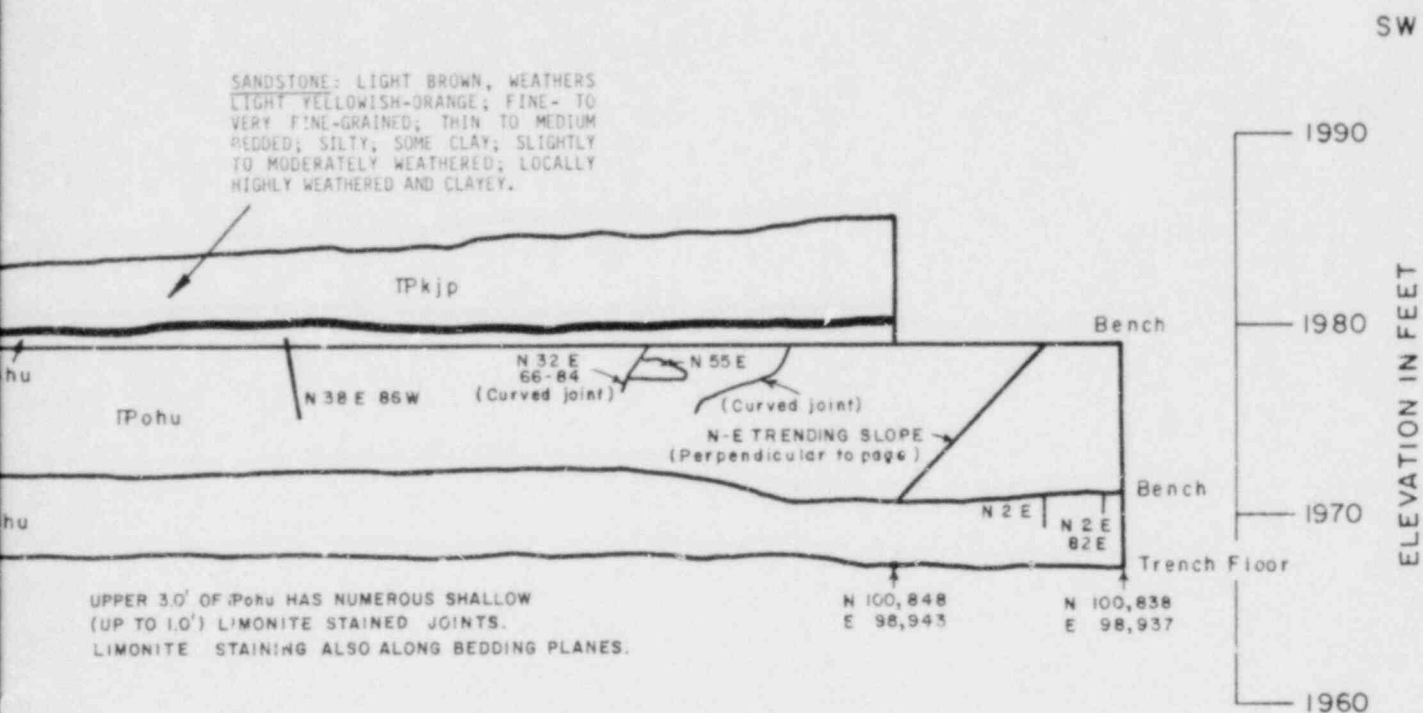 SW
SANDSTONE: LIGHT BROWN, WEATHERS
LIGHT YELLOWISH-ORANGE; FINE- TO
VERY FINE-GRAINED; THIN TO MEDIUM
BEDDED; SILTY, SOME CLAY; SLIGHTLY
TO MODERATELY WEATHERED; LOCALLY
HIGHLY WEATHERED AND CLAYEY.
1990
ELEVATION IN FEET
IPkjp
1980
Bench
hu
N 38 E 86W
N 32 E
66-84
(Curved joint)
N 55 E
(Curved joint)
IPohu
N-E TRENDING SLOPE
(Perpendicular to page)
Bench
hu
N 2 E
N 2 E
82E
1970
Trench Floor
UPPER 3.0' OF IPohu HAS NUMEROUS SHALLOW
(UP TO 1.0') LIMONITE STAINED JOINTS.
LIMONITE STAINING ALSO ALONG BEDDING PLANES.
N 100,848
E 98,943
N 100,838
E 98,937
1960